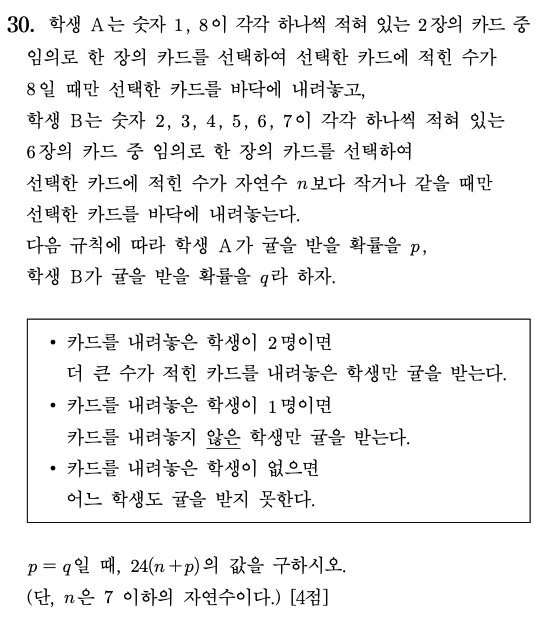 30. 학생 A는 숫자 1, 8이 각각 하나씩 적혀 있는 2장의 카드 중
임의로 한 장의 카드를 선택하여 선택한 카드에 적힌 수가
8일 때만 선택한 카드를 바닥에 내려놓고,
학생 B는 숫자 2, 3, 4, 5, 6, 7이 각각 하나씩 적혀 있는
6장의 카드 중 임의로 한 장의 카드를 선택하여
선택한 카드에 적힌 수가 자연수 n보다 작거나 같을 때만
선택한 카드를 바닥에 내려놓는다.
다음 규칙에 따라 학생 A가 귤을 받을 확률을 p,
학생 B가 귤을 받을 확률을 q라 하자.
• 카드를 내려놓은 학생이 2명이면
더 큰 수가 적힌 카드를 내려놓은 학생만 귤을 받는다.
• 카드를 내려놓은 학생이 1명이면
카드를 내려놓지 않은 학생만 귤을 받는다.
• 카드를 내려놓은 학생이 없으면
어느 학생도 귤을 받지 못한다.
p = q일 때, 24(n+p)의 값을 구하시오.
(단, n은 7 이하의 자연수이다.) [4점]